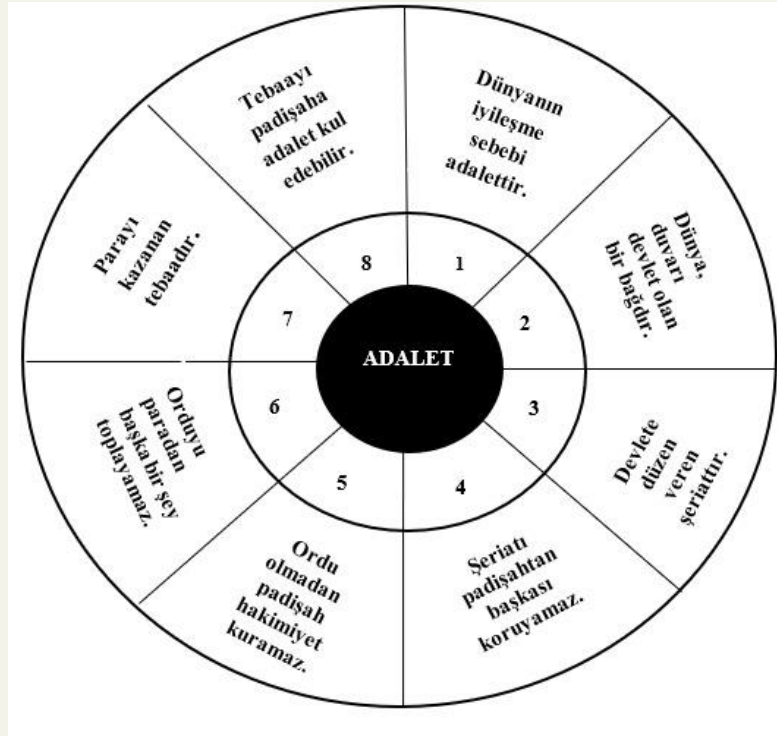 ADALET
1
Dünyanın
iyileşme
sebebi
adalettir.
2
Dünya,
duvarı
devlet olan
bir bağdır.
3
Devlete
düzen
veren
şeriattır.
4
Şeriatı
padişahtan
başkası
koruyamaz.
5
Ordu
olmadan
padişah
hakimiyet
kuramaz.
6
Orduyu
paradan
başka bir şey
toplayamaz.
7
Parayı
kazanan
tebaadır.
8
Tebaayı
padişaha
adalet kul
edebilir.